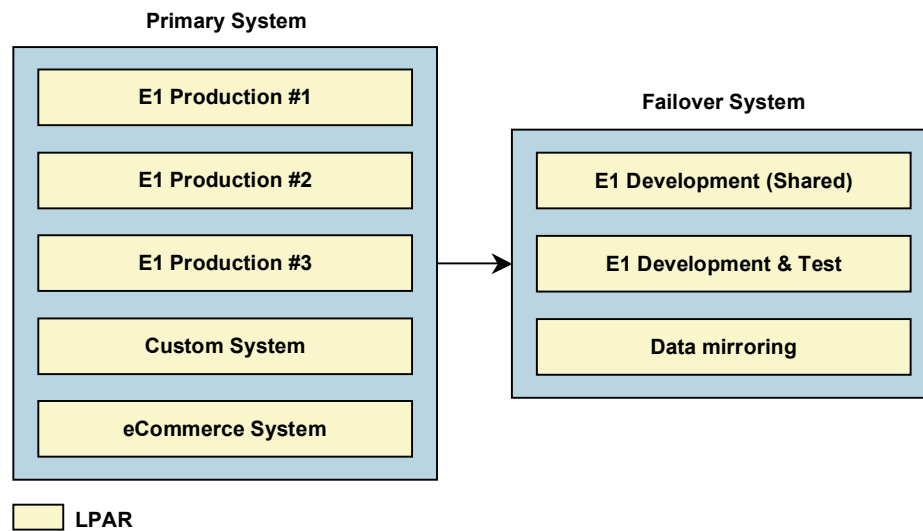 Primary System
E1 Production #1
E1 Production #2
E1 Production #3
Custom System
eCommerce System
Failover System
E1 Development (Shared)
E1 Development & Test
Data mirroring
LPAR